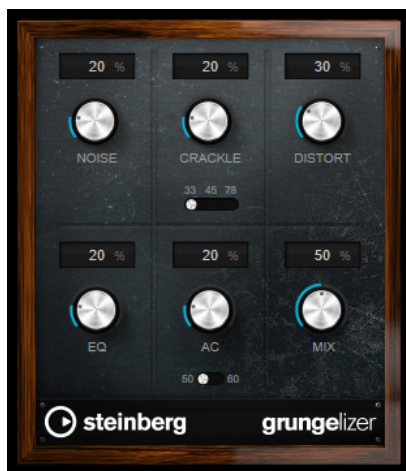 20 % 20 % 30 %
NOISE CRACKLE DISTORT
33 45 78
20 % 20 % 50 %
EQ AC MIX
50 60
steinberg grungelizer